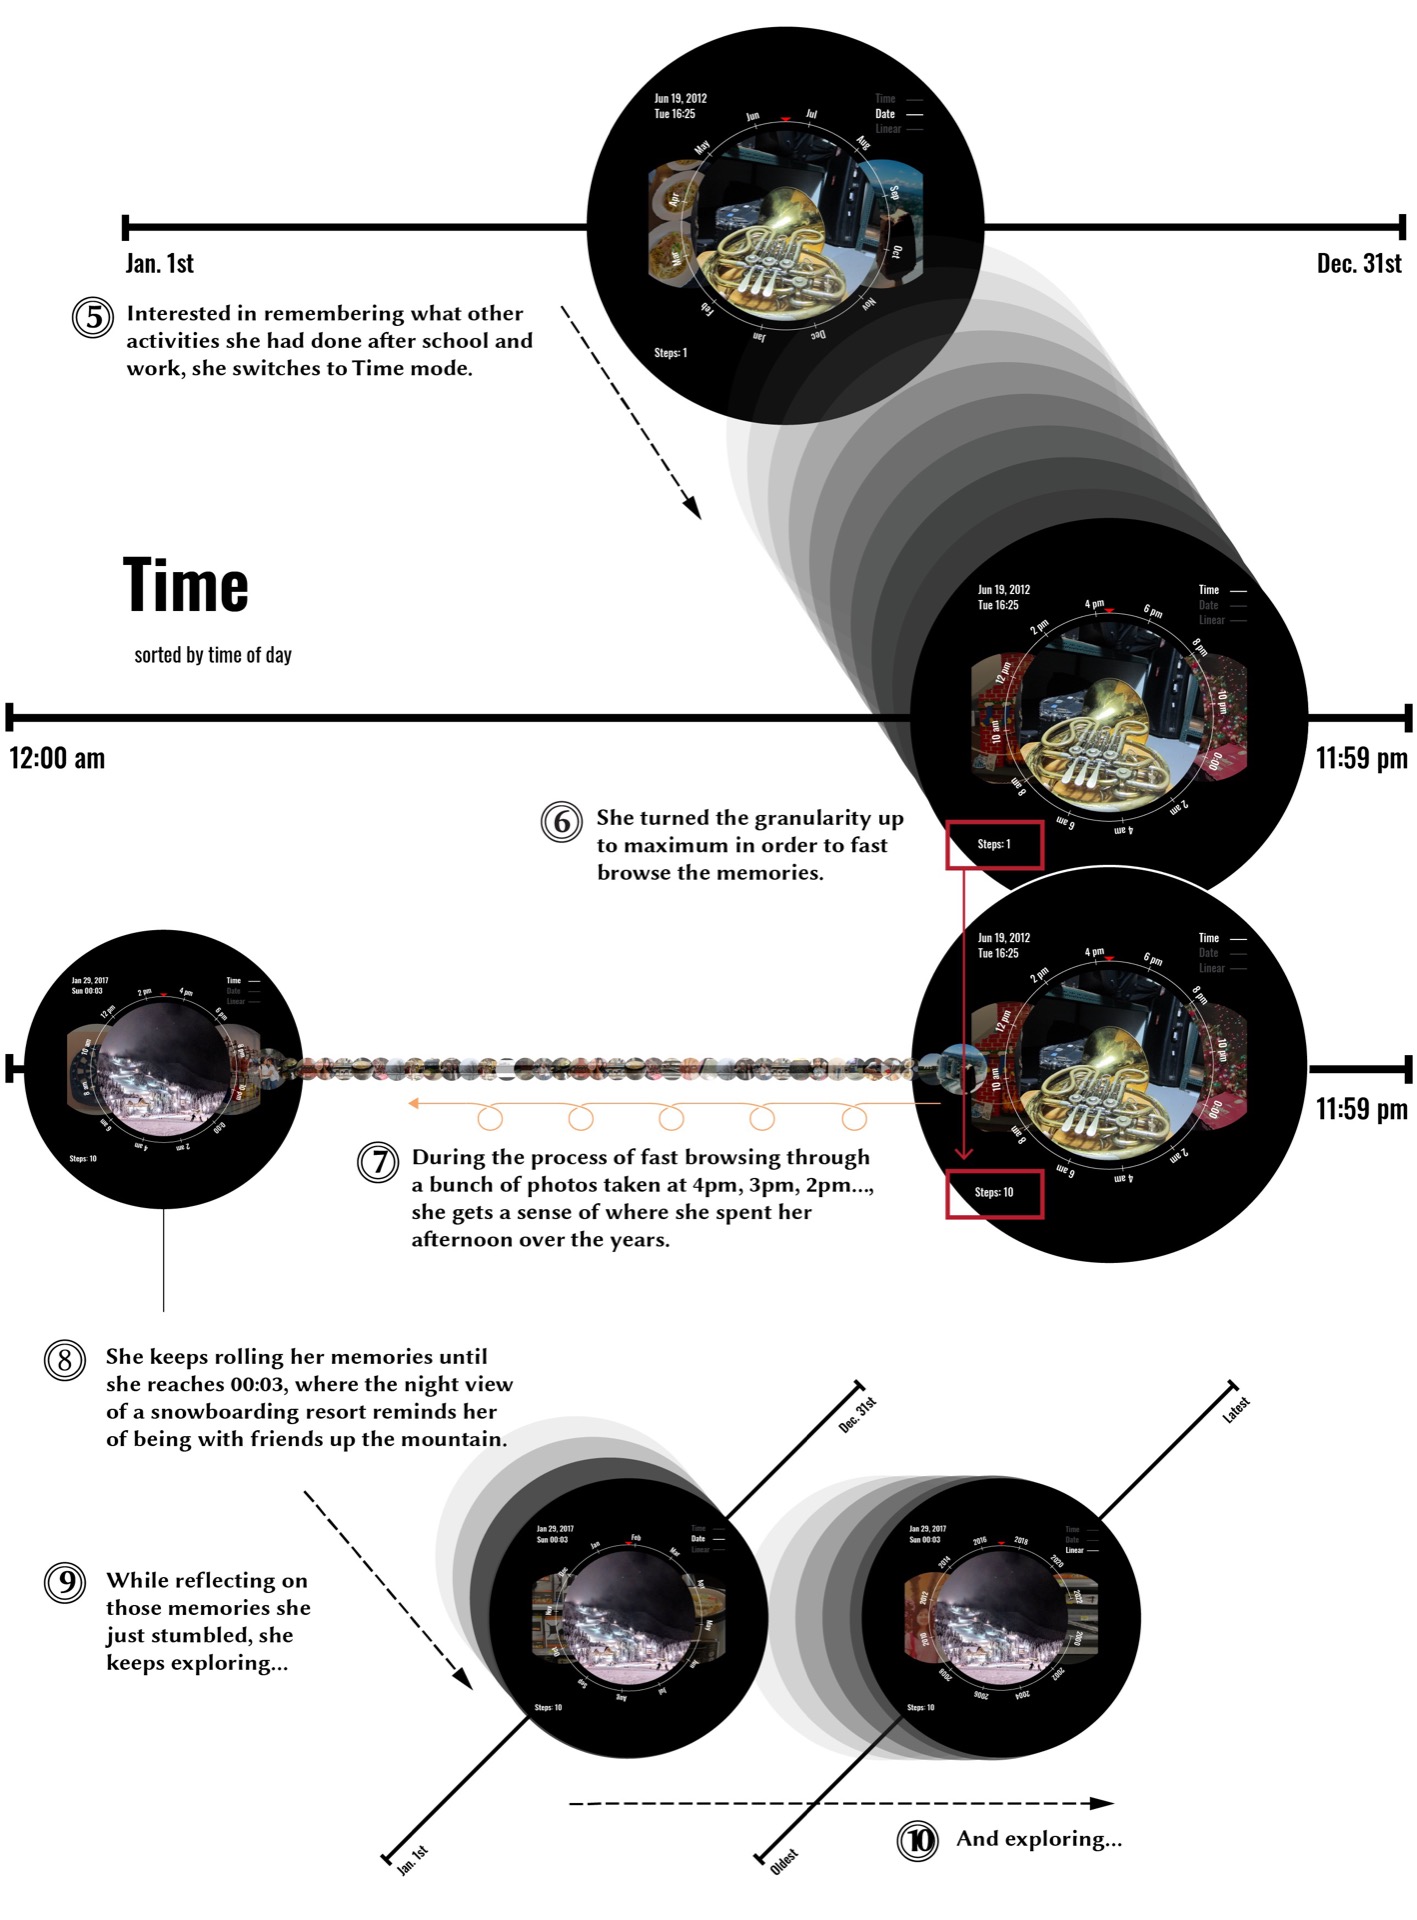 Jun 19, 2012
Tue 16:25
Time
Date
Linear
Jun
Jul
May
Aug
Apr
Sep
Mar
Oct
Feb
Nov
Jan
Dec
Steps: 1
Jan. 1st
Dec. 31st
5
Interested in remembering what other
activities she had done after school and
work, she switches to Time mode.
Time
sorted by time of day
12:00 am
11:59 pm
Jun 19, 2012
Tue 16:25
Time
Date
Linear
4 pm
6 pm
2 pm
8 pm
12 pm
10 pm
10 am
0:00
8 am
2 am
6 am
4 am
Steps: 1
6
She turned the granularity up
to maximum in order to fast
browse the memories.
Jun 19, 2012
Tue 16:25
Time
Date
Linear
4 pm
6 pm
2 pm
8 pm
12 pm
10 pm
10 am
0:00
8 am
2 am
6 am
4 am
Steps: 10
11:59 pm
Jan 29, 2017
Sun 00:03
Time
Date
Linear
2 pm
4 pm
12 pm
6 pm
10 am
8 pm
8 am
10 pm
6 am
0:00
4 am
2 am
Steps: 10
7
During the process of fast browsing through
a bunch of photos taken at 4pm, 3pm, 2pm...,
she gets a sense of where she spent her
afternoon over the years.
8
She keeps rolling her memories until
she reaches 00:03, where the night view
of a snowboarding resort reminds her
of being with friends up the mountain.
Dec. 31st
Latest
Jan 29, 2017
Sun 00:03
Time
Date
Linear
Jan
Feb
Dec
Mar
Nov
Apr
Oct
May
Sep
Jun
Aug
Jul
Steps: 10
Jan 29, 2017
Sun 00:03
Time
Date
Linear
2016
2018
2014
2020
2012
2022
2010
2000
2008
2002
2006
2004
Steps: 10
9
While reflecting on
those memories she
just stumbled, she
keeps exploring...
Jan. 1st
Oldest
10
And exploring...